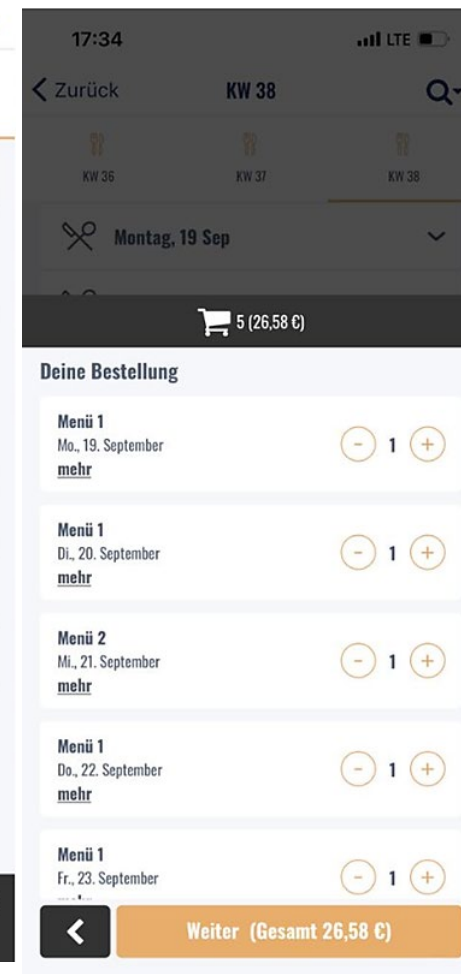 17:34
LTE
Zurück
KW 38
KW 36
KW 37
KW 38
Montag, 19 Sep
5 (26,58 €)
Deine Bestellung
Menü 1
Mo., 19. September
mehr
- 1 +
Menü 1
Di., 20. September
mehr
- 1 +
Menü 2
Mi., 21. September
mehr
- 1 +
Menü 1
Do., 22. September
mehr
- 1 +
Menü 1
Fr., 23. September
- 1 +
Weiter (Gesamt 26,58 €)